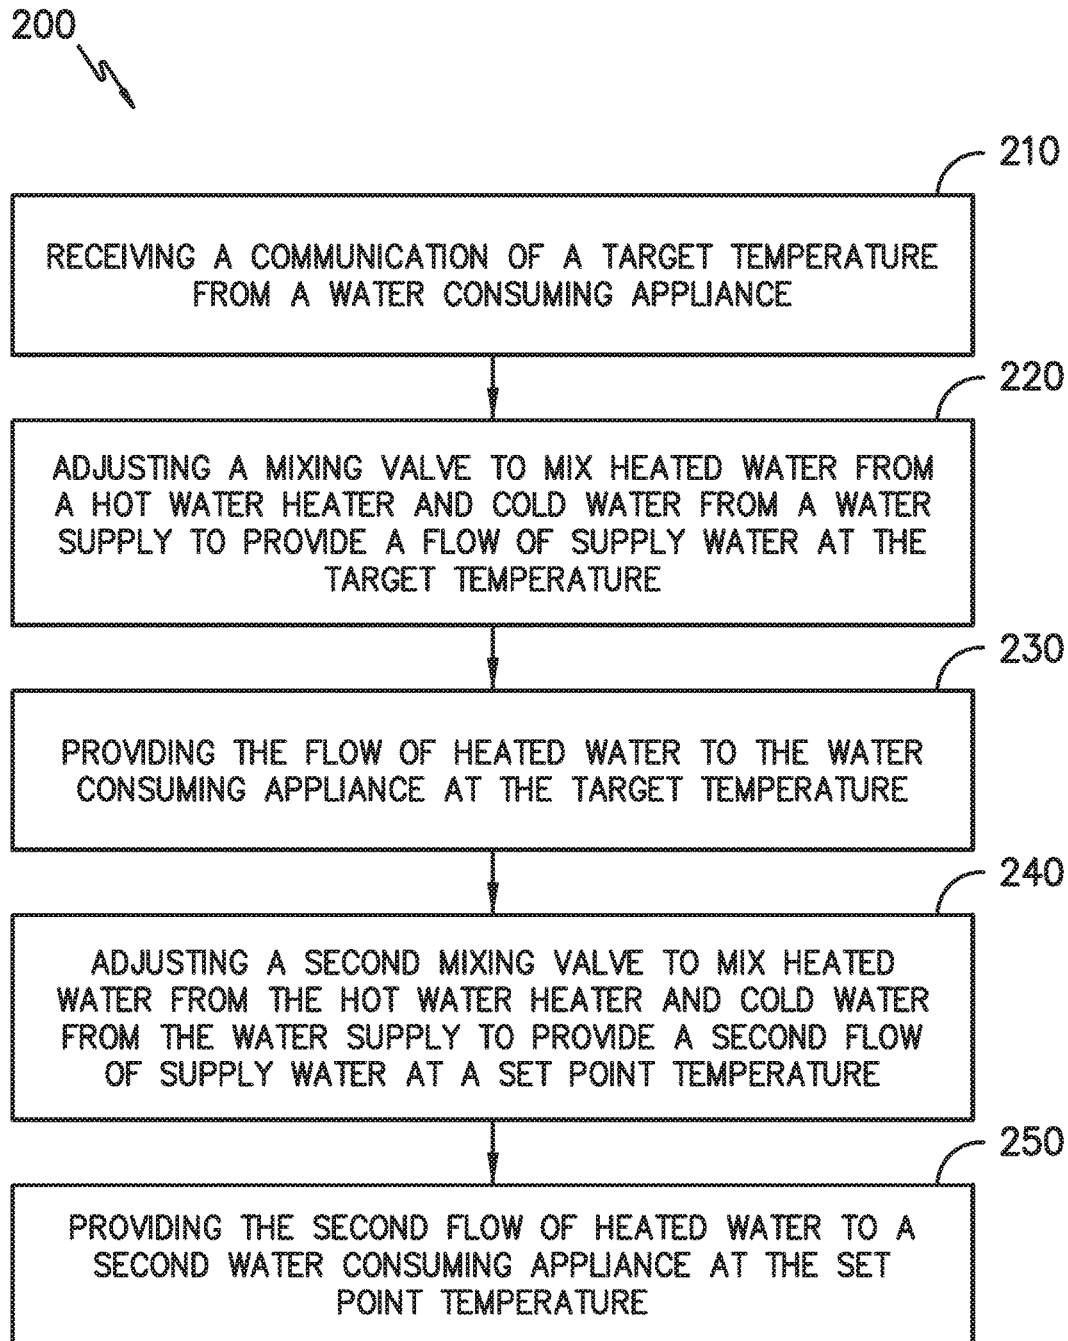 200
210
RECEIVING A COMMUNICATION OF A TARGET TEMPERATURE
FROM A WATER CONSUMING APPLIANCE
220
ADJUSTING A MIXING VALVE TO MIX HEATED WATER FROM
A HOT WATER HEATER AND COLD WATER FROM A WATER
SUPPLY TO PROVIDE A FLOW OF SUPPLY WATER AT THE
TARGET TEMPERATURE
230
PROVIDING THE FLOW OF HEATED WATER TO THE WATER
CONSUMING APPLIANCE AT THE TARGET TEMPERATURE
240
ADJUSTING A SECOND MIXING VALVE TO MIX HEATED
WATER FROM THE HOT WATER HEATER AND COLD WATER
FROM THE WATER SUPPLY TO PROVIDE A SECOND FLOW
OF SUPPLY WATER AT A SET POINT TEMPERATURE
250
PROVIDING THE SECOND FLOW OF HEATED WATER TO A
SECOND WATER CONSUMING APPLIANCE AT THE SET
POINT TEMPERATURE